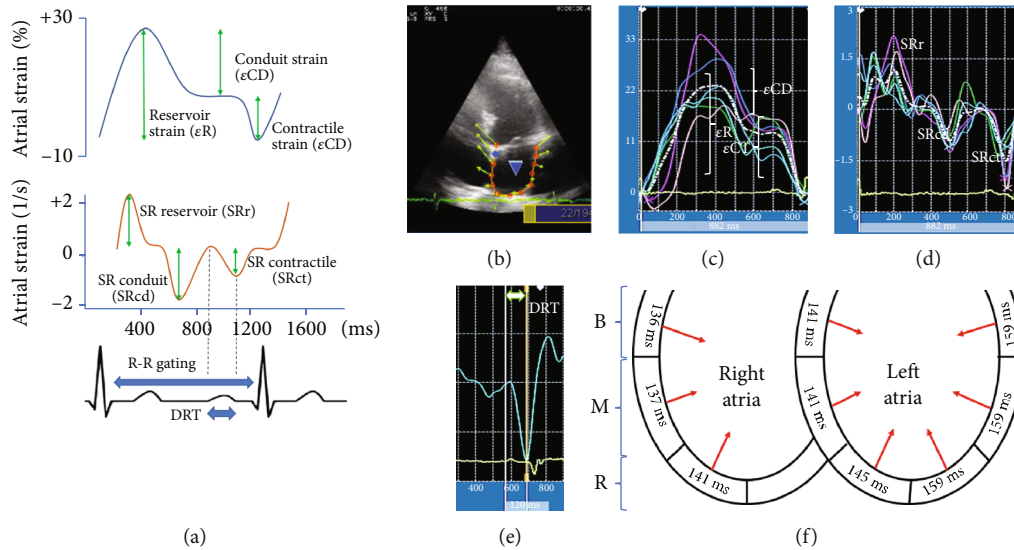 +30
Atrial strain (%)
−10
Conduit strain
(εCD)
Reservoir
strain (εR)
Contractile
strain (εCD)
+2
Atrial strain (1/s)
0
−2
SR reservoir (SRr)
SR conduit
(SRcd)
SR contractile
(SRct)
400
800
1200
1600
(ms)
R-R gating
DRT
(a)
22/194
(b)
33
22
11
0
εCD
εR
εCT
200
400
600
800
882 ms
(c)
3
1.5
0
−1.5
−3
SRr
SRcd
SRct
0
200
400
600
800
882 ms
(d)
DRT
400
600
800
120 ms
(e)
B
M
R
136 ms
137 ms
141 ms
Right
atria
141 ms
141 ms
145 ms
159 ms
159 ms
159 ms
Left
atria
(f)